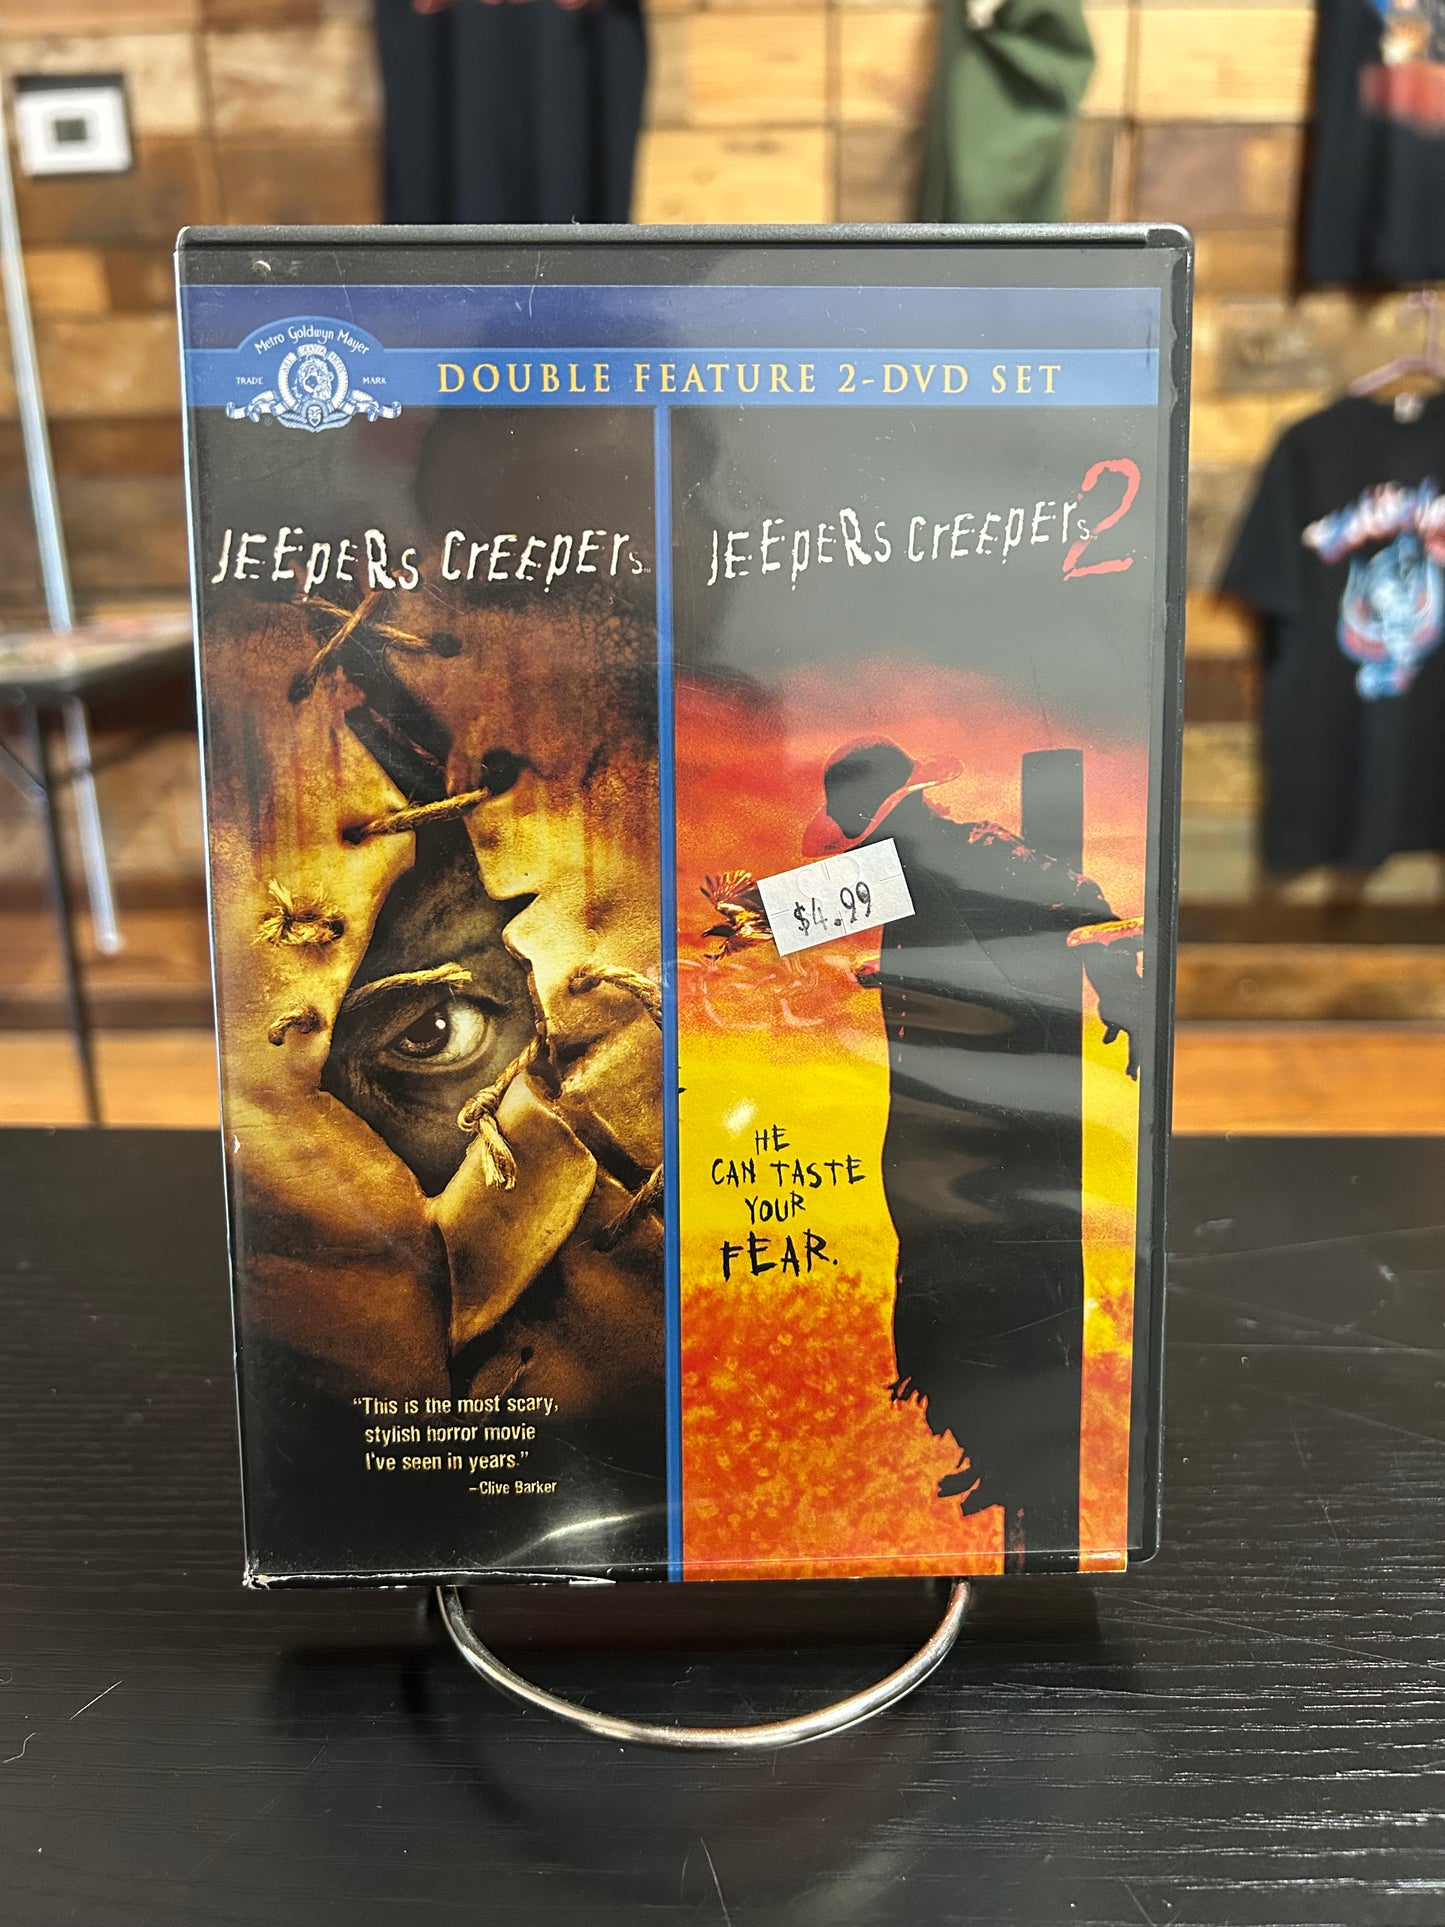 Metro Goldwyn Mayer
TRADE MARK
DOUBLE FEATURE 2-DVD SET
JEEPERS CREEPERS
JEEPERS CREEPERS 2
$4.99
HE
CAN TASTE
YOUR
FEAR.
"This is the most scary,
stylish horror movie
I've seen in years."
–Clive Barker